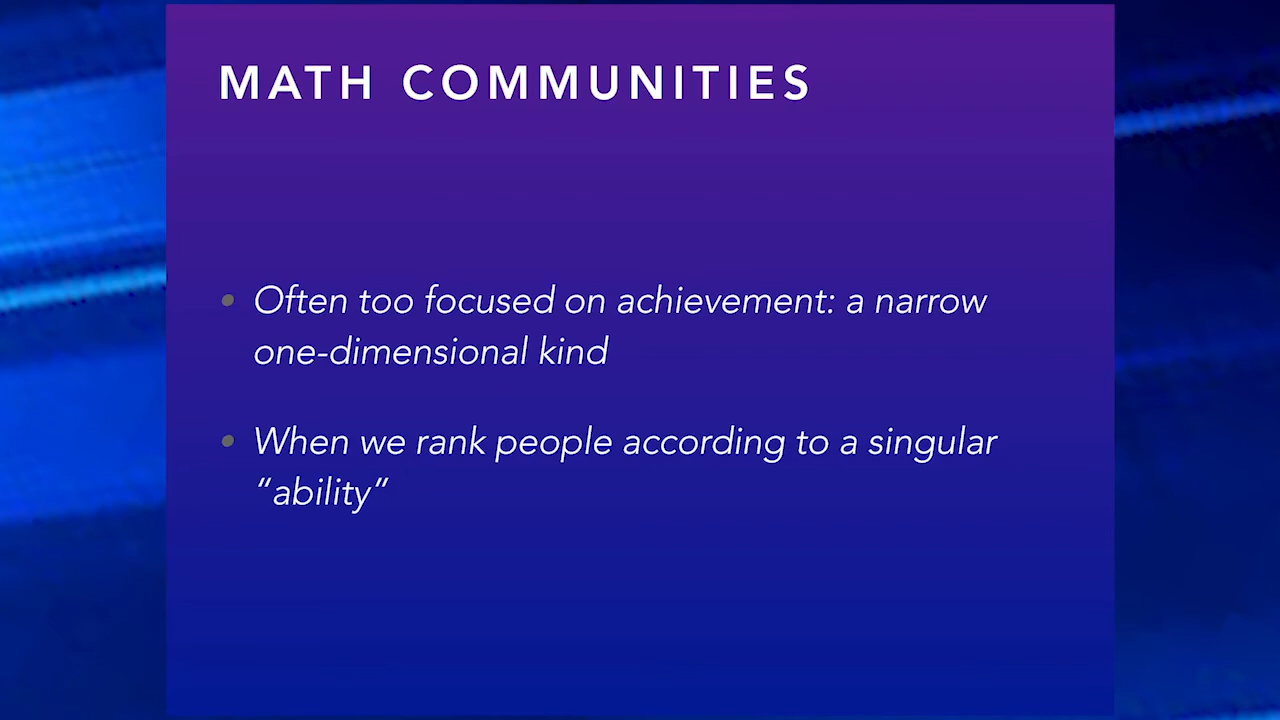 MATH COMMUNITIES
• Often too focused on achievement: a narrow
one-dimensional kind
• When we rank people according to a singular
“ability”